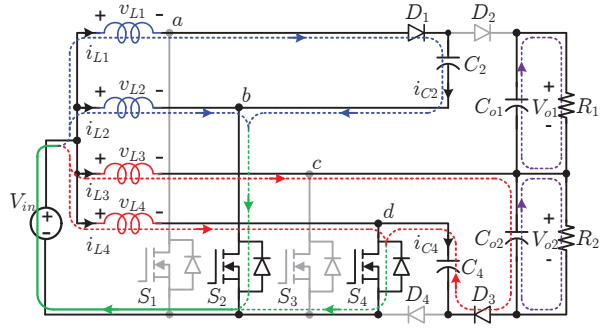 + v_{L1} - a D_1 D_2
i_{L1} C_2 +
+ v_{L2} - b i_{C2} C_{o1} V_{o1} R_1
i_{L2} -
+ v_{L3} - c
i_{L3} +
V_{in} + v_{L4} - d i_{C4} C_{o2} V_{o2} R_2
+ - i_{L4} C_4 -
S_1 S_2 S_3 S_4 D_4 D_3